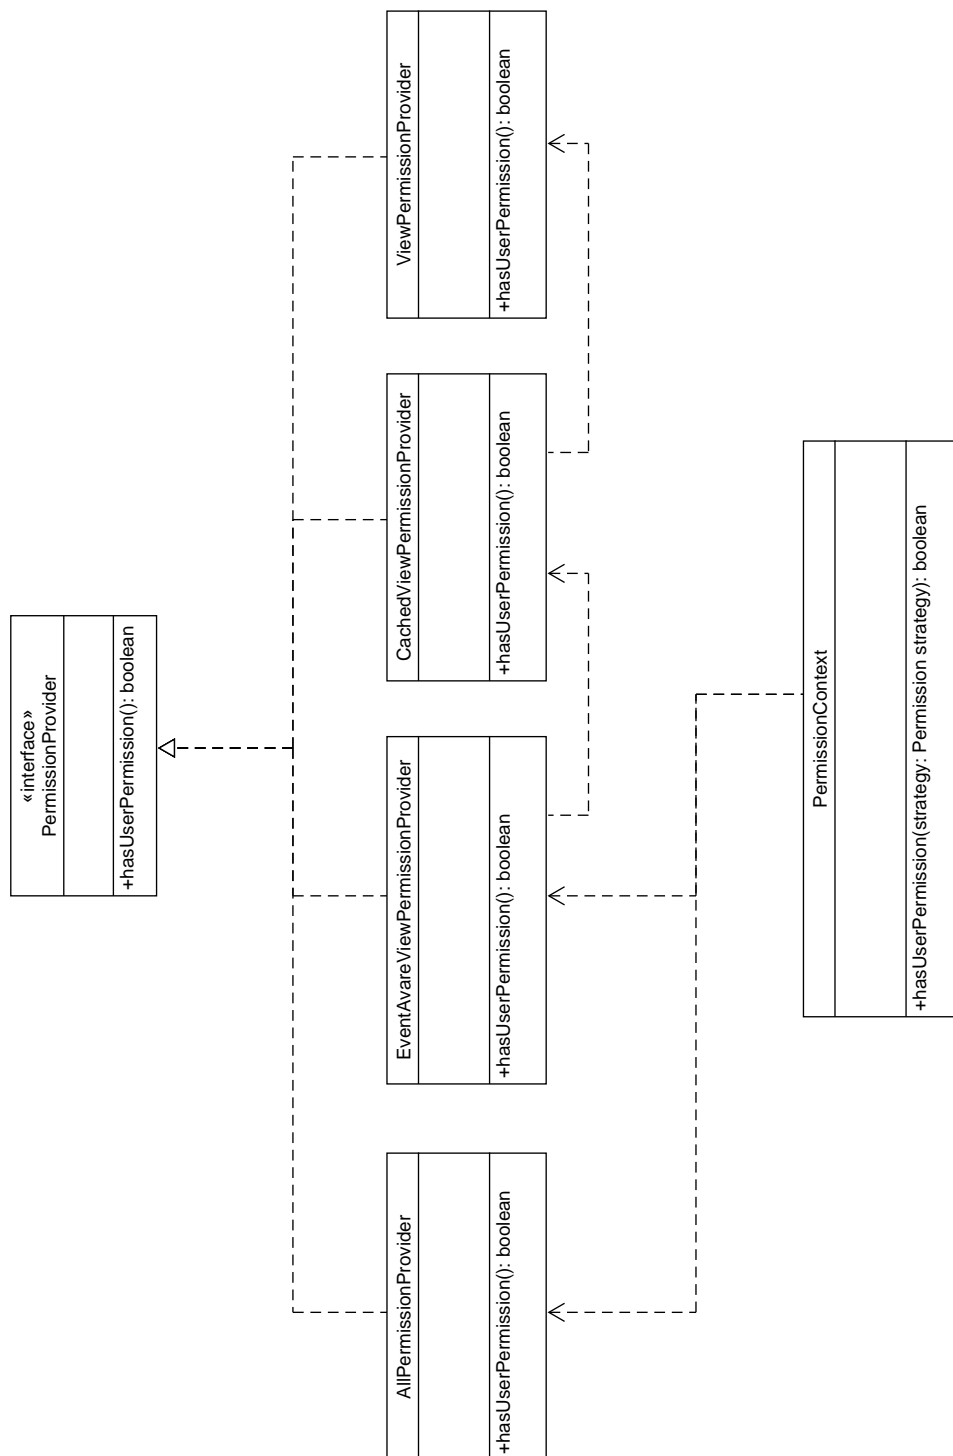 «interface»
PermissionProvider
+hasUserPermission(): boolean
AllPermissionProvider
+hasUserPermission(): boolean
EventAvareViewPermissionProvider
+hasUserPermission(): boolean
CachedViewPermissionProvider
+hasUserPermission(): boolean
ViewPermissionProvider
+hasUserPermission(): boolean
PermissionContext
+hasUserPermission(strategy: Permission strategy): boolean